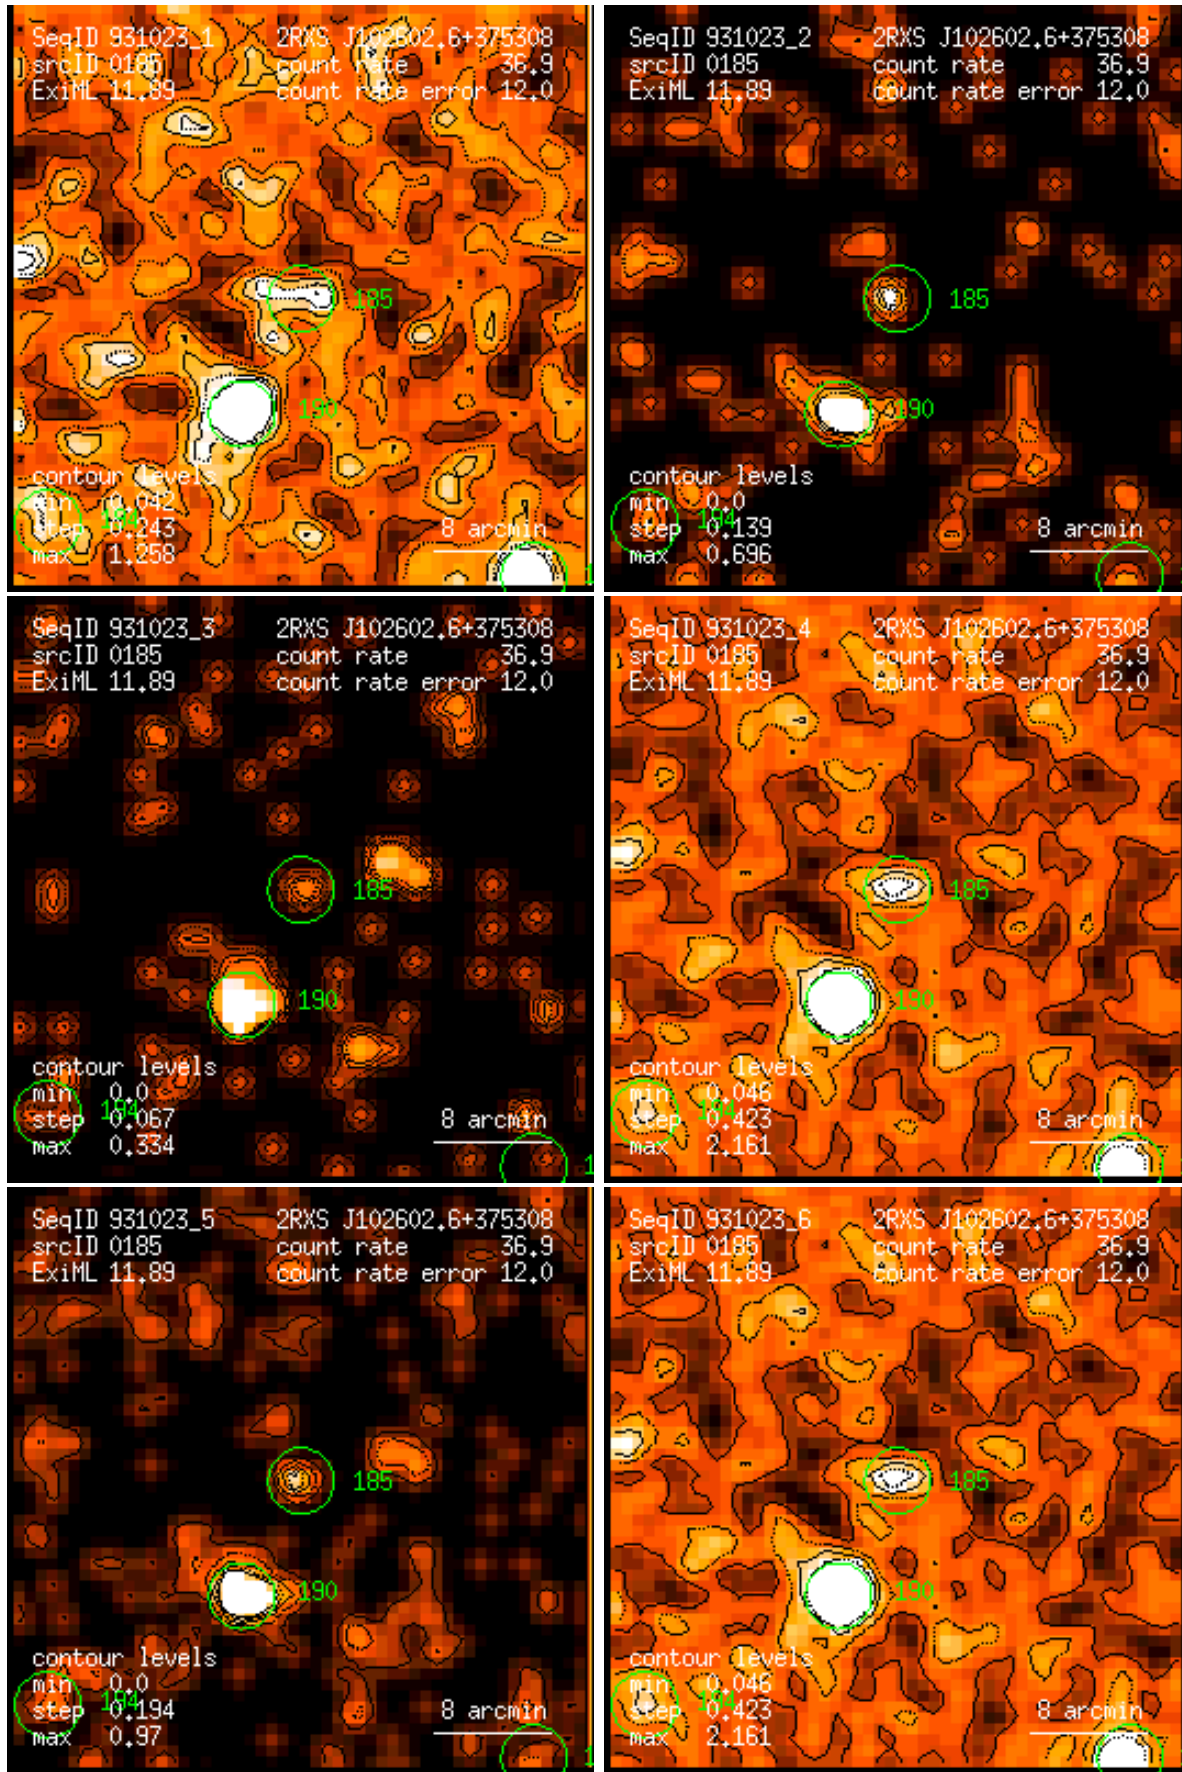 SeqID 931023_1 2RXS J102602.6+375308
srcID 0185 count rate 36.9
ExiML 11.89 count rate error 12.0
185
190
contour levels
min 0.042
194
step 0.243 8 arcmin
max 1.258
1
SeqID 931023_2 2RXS J102602.6+375308
srcID 0185 count rate 36.9
ExiML 11.89 count rate error 12.0
185
190
contour levels
min 0.0
194
step 0.139 8 arcmin
max 0.696
SeqID 931023_3 2RXS J102602.6+375308
srcID 0185 count rate 36.9
ExiML 11.89 count rate error 12.0
185
190
contour levels
min 0.0
194
step 0.067 8 arcmin
max 0.334
1
SeqID 931023_4 2RXS J102602.6+375308
srcID 0185 count rate 36.9
ExiML 11.89 count rate error 12.0
185
190
contour levels
min 0.046
194
step 0.423 8 arcmin
max 2.161
SeqID 931023_5 2RXS J102602.6+375308
srcID 0185 count rate 36.9
ExiML 11.89 count rate error 12.0
185
190
contour levels
min 0.0
194
step 0.194 8 arcmin
max 0.97
1
SeqID 931023_6 2RXS J102602.6+375308
srcID 0185 count rate 36.9
ExiML 11.89 count rate error 12.0
185
190
contour levels
min 0.046
194
step 0.423 8 arcmin
max 2.161